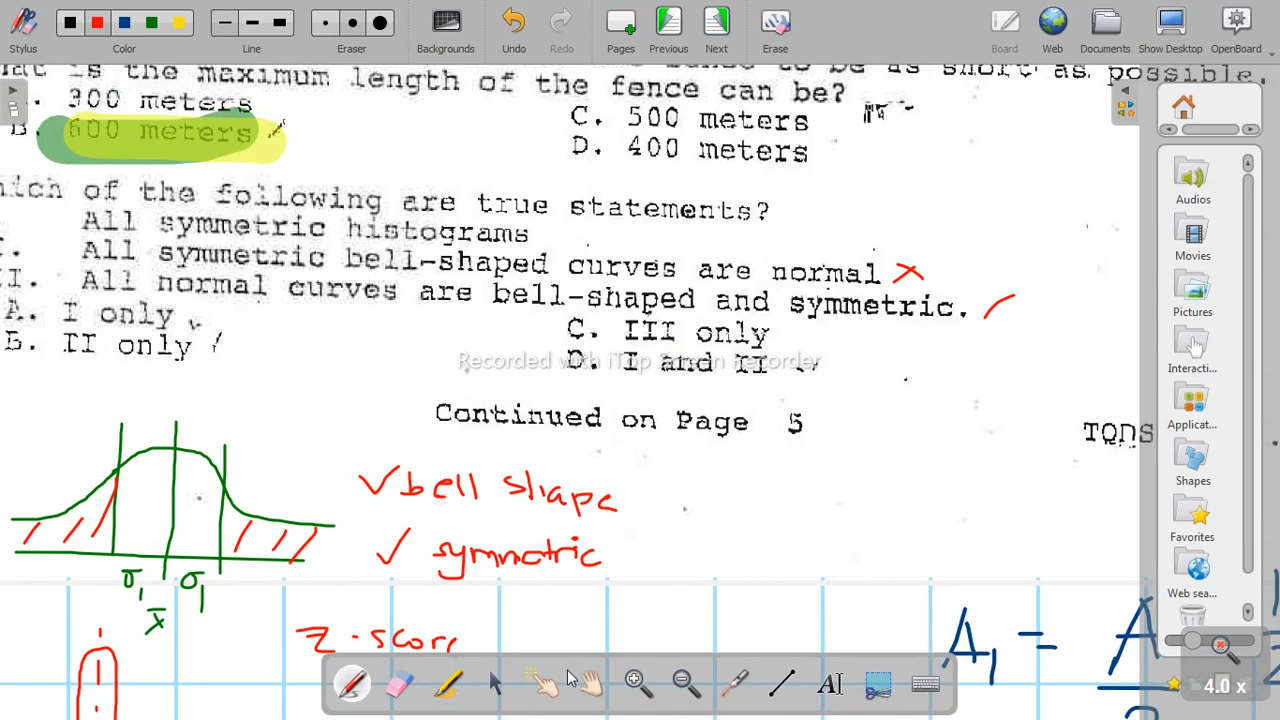 Stylus
Color
Line
Eraser
Backgrounds
Undo
Redo
Pages
Previous
Next
Erase
Board
Web
Documents
Show Desktop
OpenBoard
to be as short as possible.
is the maximum length of the fence can be?
300 meters
C. 500 meters
600 meters
D. 400 meters
of the following are true statements?
All symmetric histograms
All symmetric bell-shaped curves are normal
All normal curves are bell-shaped and symmetric.
A. I only
C. III only
B. II only
D. I and II
Recorded with iTop Screen Recorder
Continued on Page 5
✓ bell shape
✓ symmetric
σ₁ σ₁
x̄
z-score
A₁ = A
Audios
Movies
Pictures
Interacti...
Applicat...
Shapes
Favorites
Web sea...
4.0 x